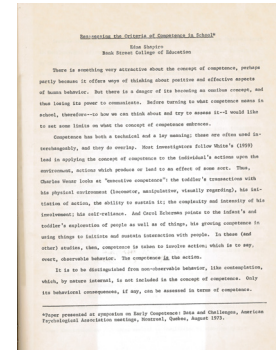 Re-covering the Criteria of Competence in School*
Edna Shapiro
Bank Street College of Education
There is something very attractive about the concept of competence, perhaps
partly because it offers ways of thinking about positive and effective aspects
of human behavior. But there is a danger of its becoming an omnibus concept, and
thus losing its power to communicate. Before turning to what competence means in
school, therefore--to how we can think about and try to assess it--I would like
to set some limits on what the concept of competence embraces.
Competence has both a technical and a lay meaning; these are often used in-
terchangeably, and they do overlap. Most investigators follow White's (1959)
lead in applying the concept of competence to the individual's actions upon the
environment, actions which produce or lead to an effect of some sort. Thus,
Charles Wenar looks at "executive competence": the toddler's transactions with
his physical environment (locomotor, manipulative, visually regarding), his ini-
tiation of action, the ability to sustain it; the complexity and intensity of his
involvement; his self-reliance. And Carol Eckerman points to the infant's and
toddler's exploration of people as well as of things, his growing competence in
using things to initiate and sustain interaction with people. In these (and
other) studies, then, competence is taken to involve action; which is to say,
overt, observable behavior. The competence is the action.
It is to be distinguished from non-observable behavior, like contemplation,
which, by nature internal, is not included in the concept of competence. Only
its behavioral consequences, if any, can be assessed in terms of competence.
*Paper presented at symposium on Early Competence: Data and Challenges, American
Psychological Association meetings, Montreal, Quebec, August 1973.